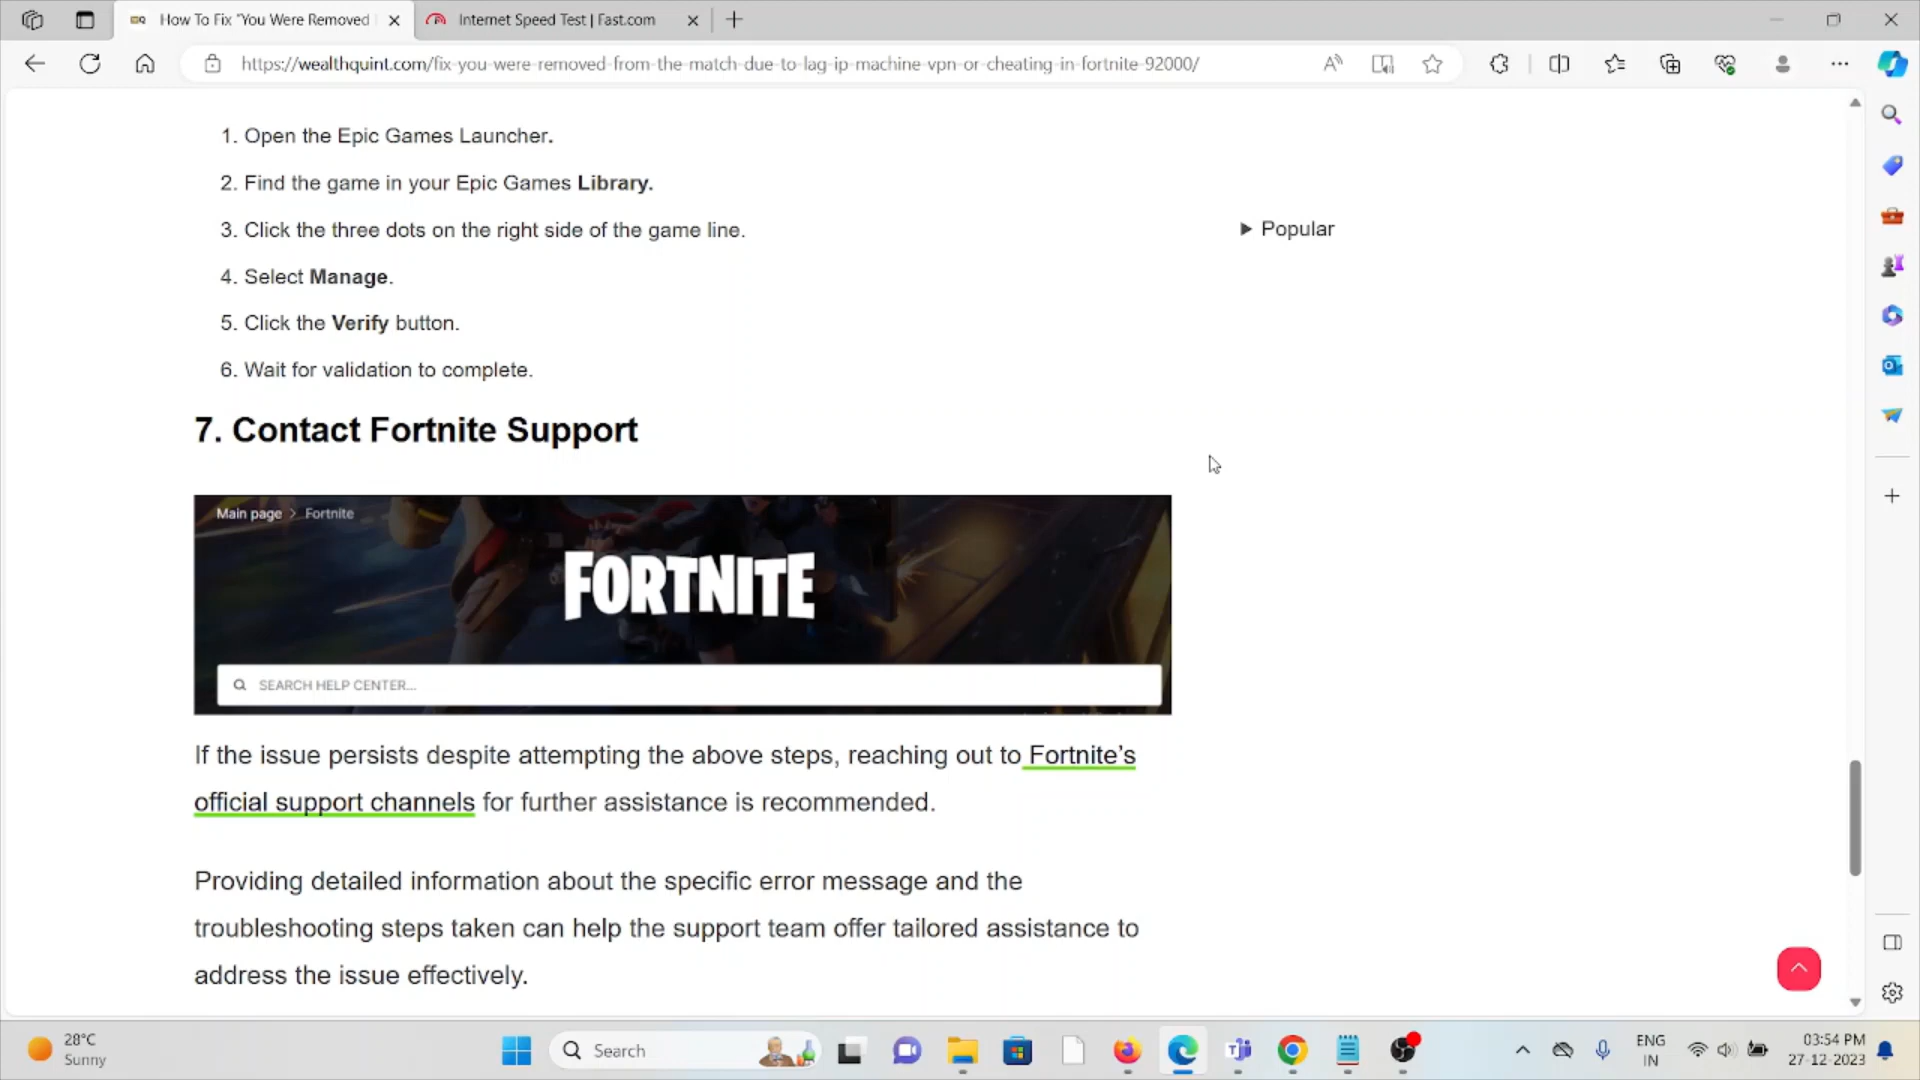 How To Fix "You Were Removed
Internet Speed Test | Fast.com
https://wealthquint.com/fix-you-were-removed-from-the-match-due-to-lag-ip-machine-vpn-or-cheating-in-fortnite-92000/
1. Open the Epic Games Launcher.
2. Find the game in your Epic Games Library.
3. Click the three dots on the right side of the game line.
Popular
4. Select Manage.
5. Click the Verify button.
6. Wait for validation to complete.
7. Contact Fortnite Support
Main page > Fortnite
FORTNITE
SEARCH HELP CENTER...
If the issue persists despite attempting the above steps, reaching out to Fortnite's
official support channels for further assistance is recommended.
Providing detailed information about the specific error message and the
troubleshooting steps taken can help the support team offer tailored assistance to
address the issue effectively.
28°C
Sunny
Search
ENG
IN
03:54 PM
27-12-2023